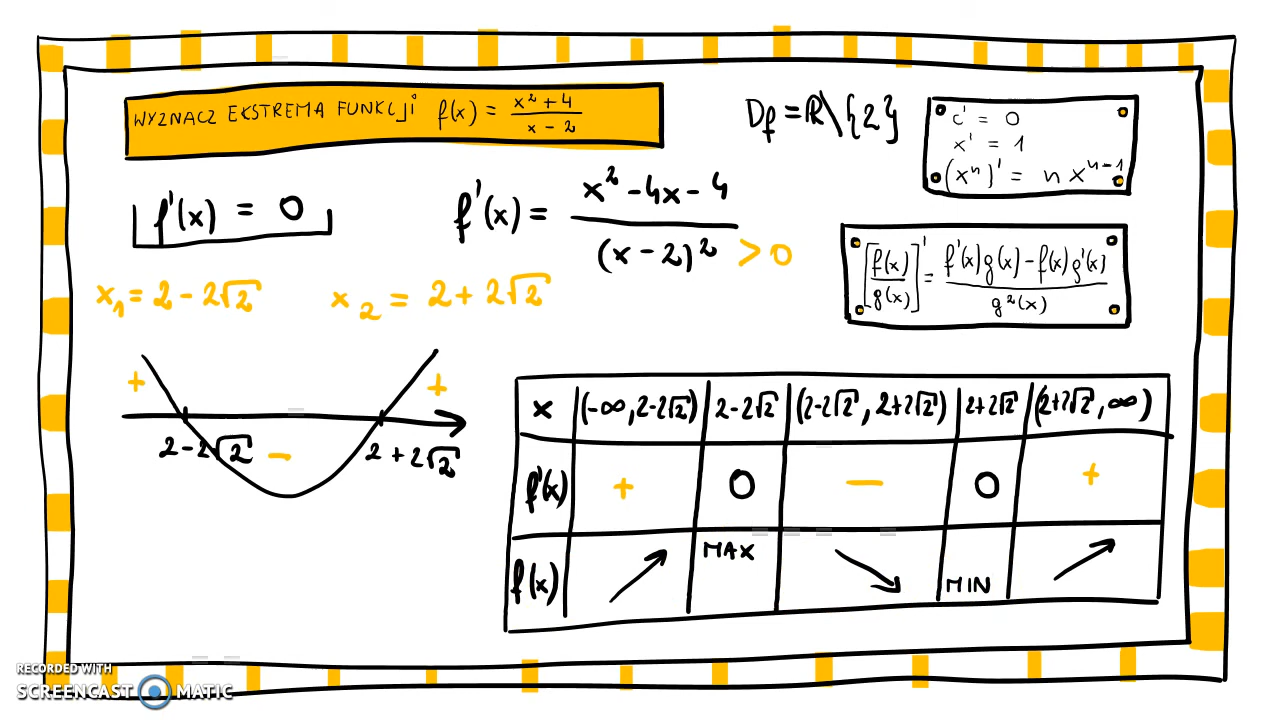 WYZNACZ EKSTREMA FUNKCJI f(x) = (x² + 4)/(x - 2)
Df = ℝ\{2}
c' = 0
x' = 1
(xⁿ)' = n xⁿ⁻¹
f'(x) = 0
f'(x) = (x² - 4x - 4)/(x - 2)² > 0
[f(x)/g(x)]' = (f'(x)g(x) - f(x)g'(x))/g²(x)
x₁ = 2 - 2√2 x₂ = 2 + 2√2
+ - +
2 - 2√2 2 + 2√2
x (-∞, 2-2√2) 2-2√2 (2-2√2, 2+2√2) 2+2√2 (2+2√2, ∞)
f'(x) + 0 - 0 +
f(x) ↗ MAX ↘ MIN ↗
RECORDED WITH
SCREENCAST MATIC